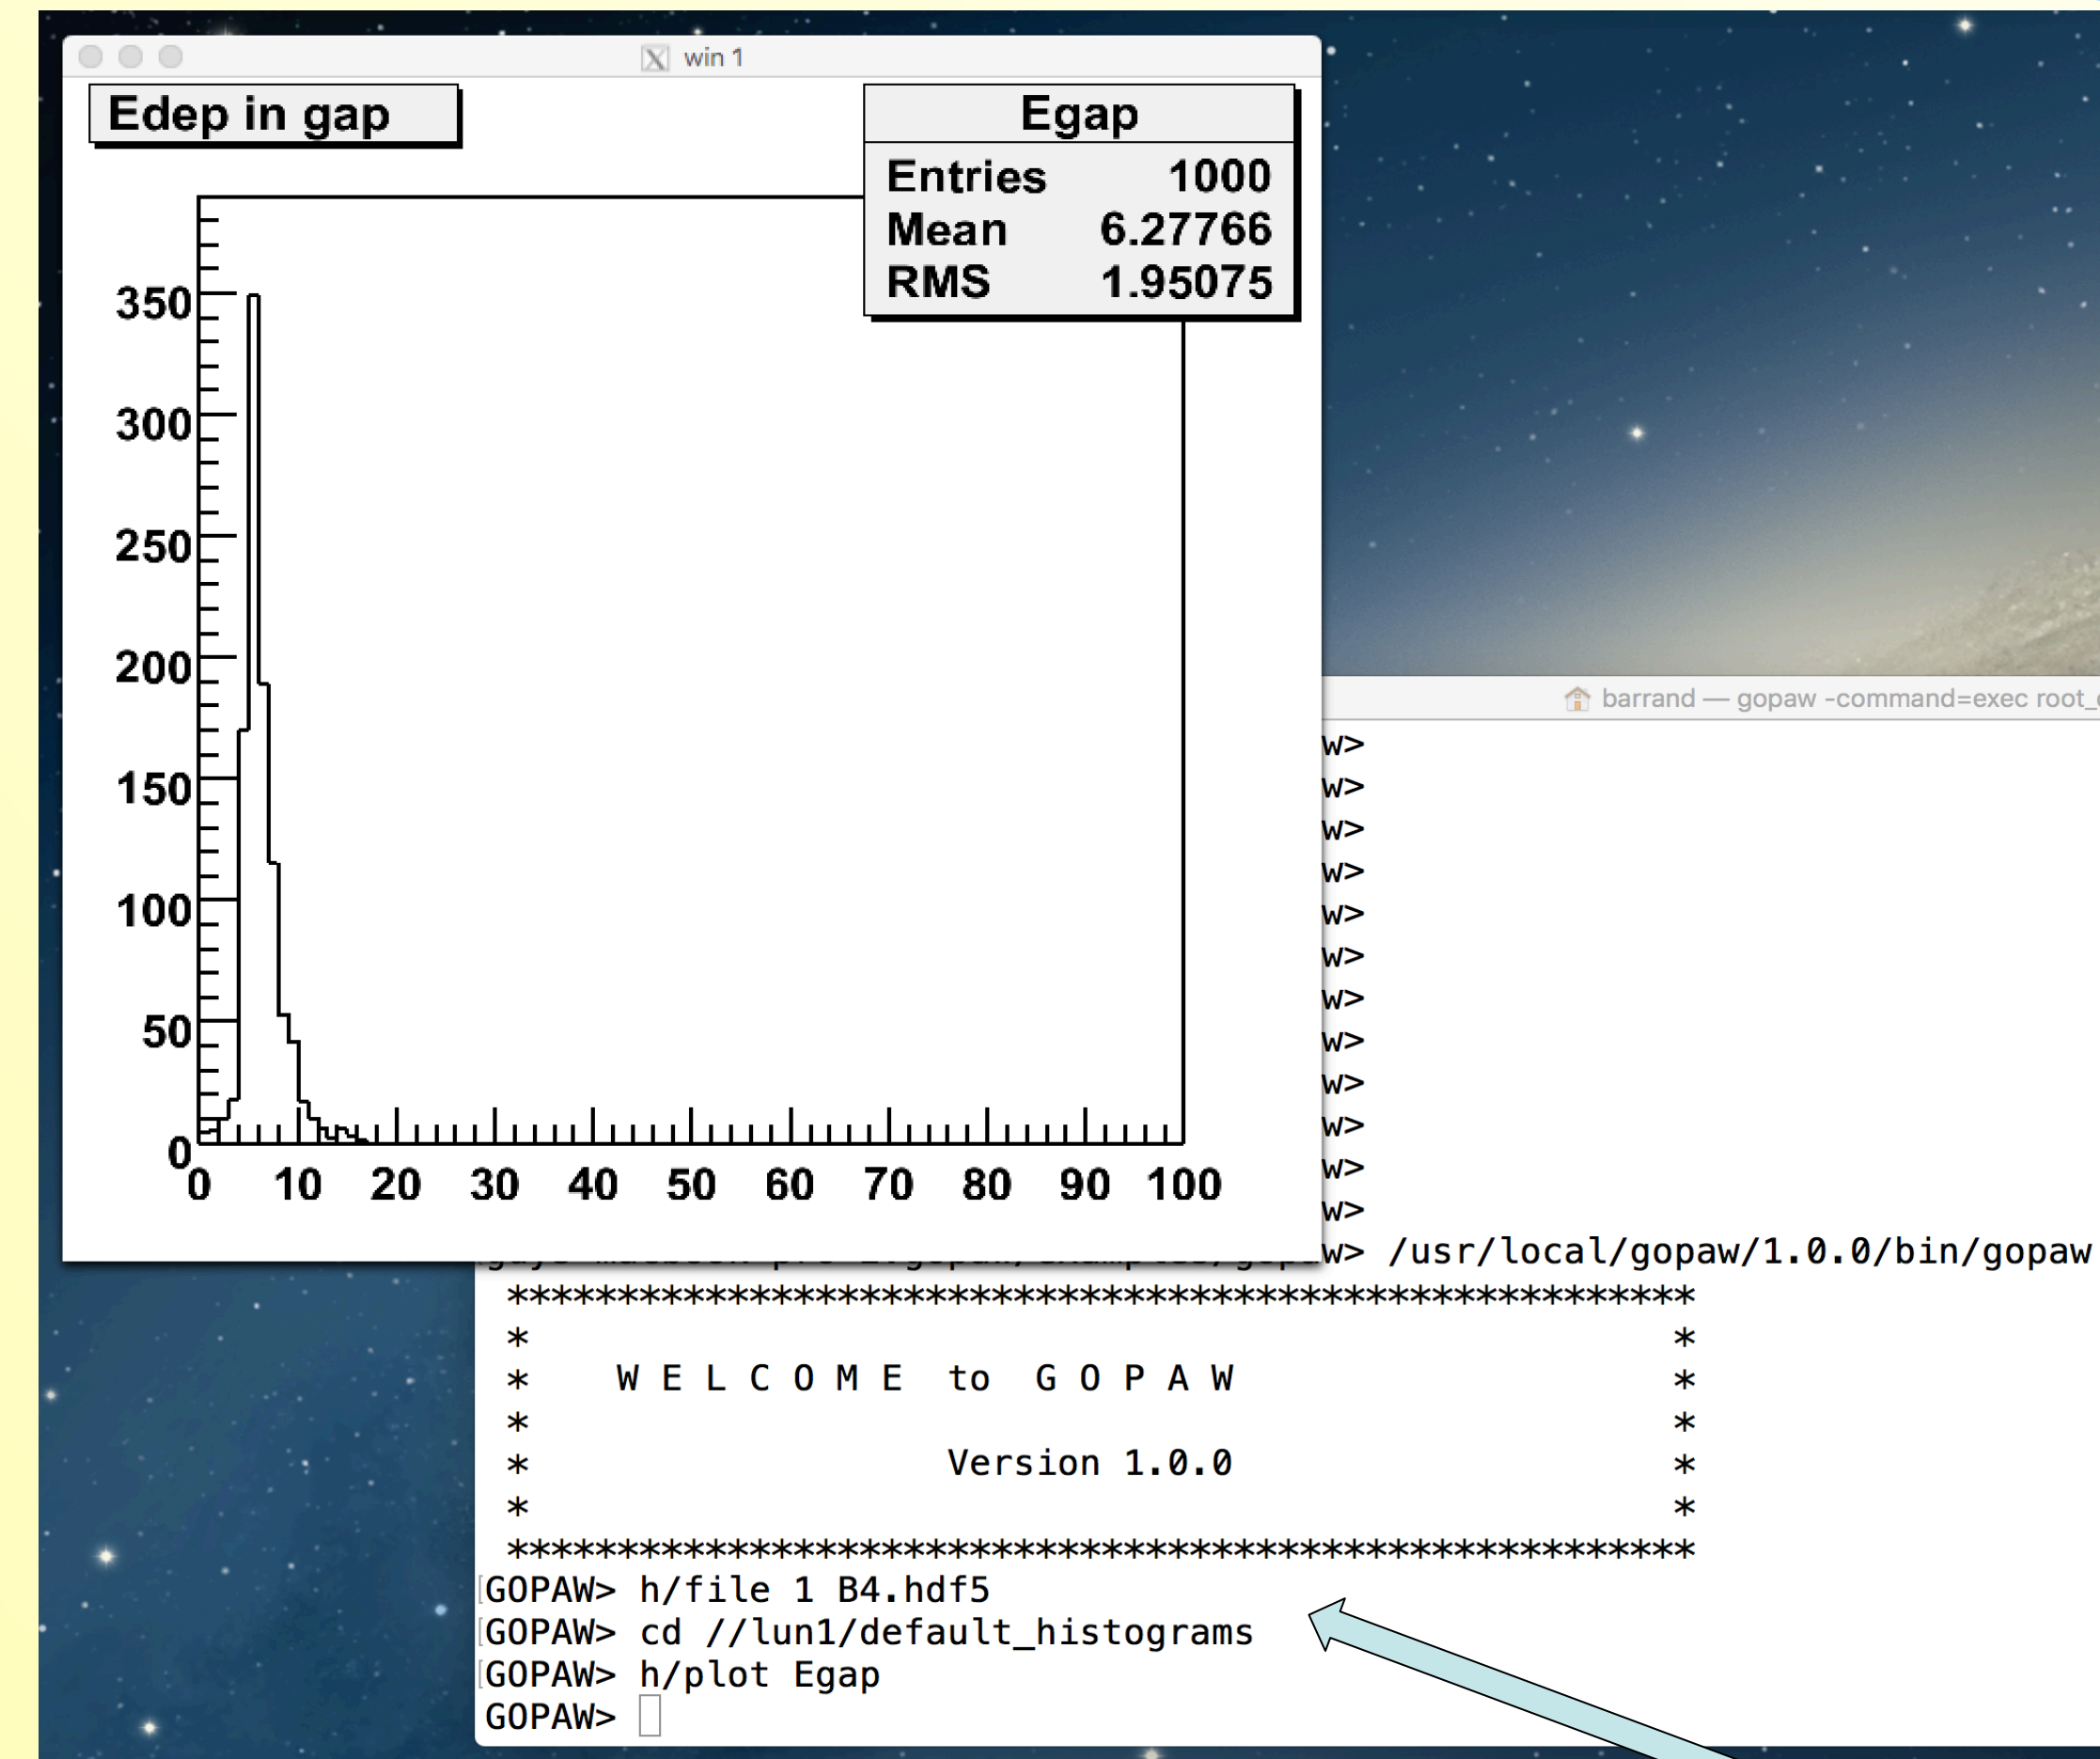 win 1
Edep in gap
Egap
Entries 1000
Mean 6.27766
RMS 1.95075
350
300
250
200
150
100
50
0
0 10 20 30 40 50 60 70 80 90 100
barrand — gopaw -command=exec root_
w>
w>
w>
w>
w>
w>
w>
w>
w>
w>
w>
w>
w> /usr/local/gopaw/1.0.0/bin/gopaw
******************************************************
* *
* W E L C O M E to G O P A W *
* *
* Version 1.0.0 *
* *
******************************************************
GOPAW> h/file 1 B4.hdf5
GOPAW> cd //lun1/default_histograms
GOPAW> h/plot Egap
GOPAW>